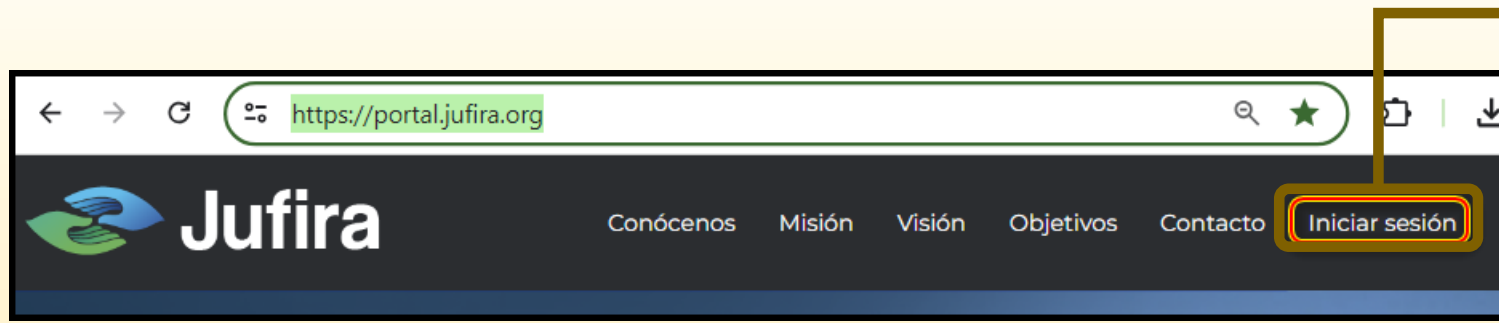 https://portal.jufira.org
Jufira
Conócenos Misión Visión Objetivos Contacto Iniciar sesión